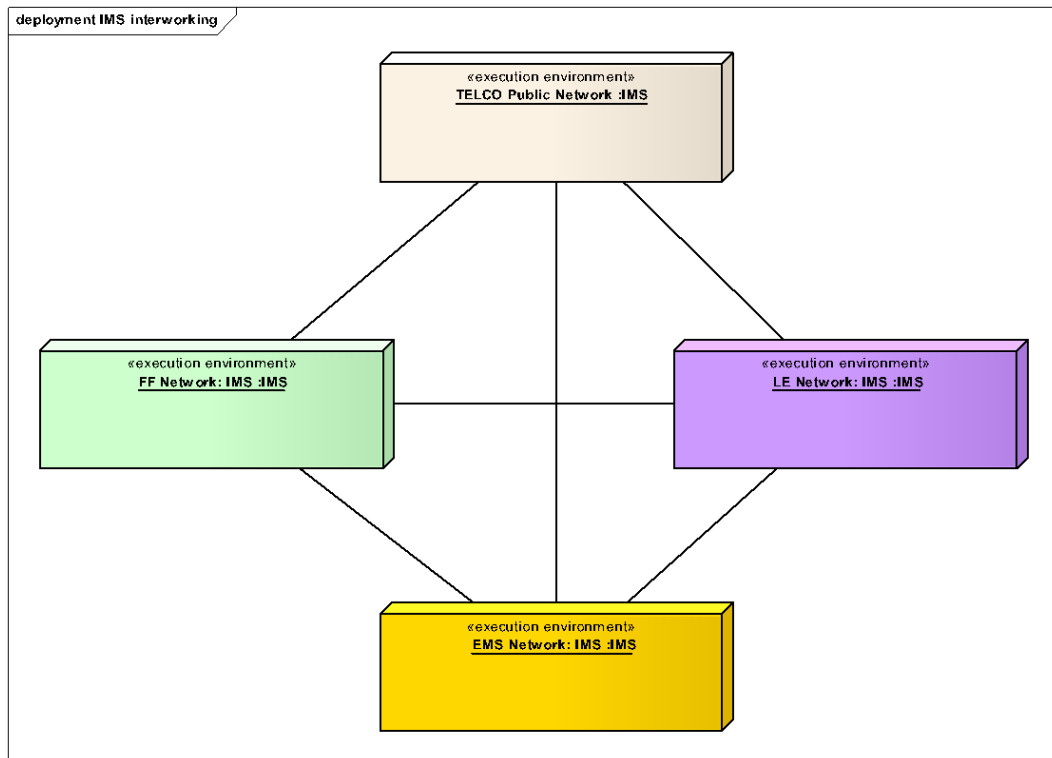 deployment IMS interworking
«execution environment»
TELCO Public Network :IMS
«execution environment»
FF Network: IMS :IMS
«execution environment»
LE Network: IMS :IMS
«execution environment»
EMS Network: IMS :IMS